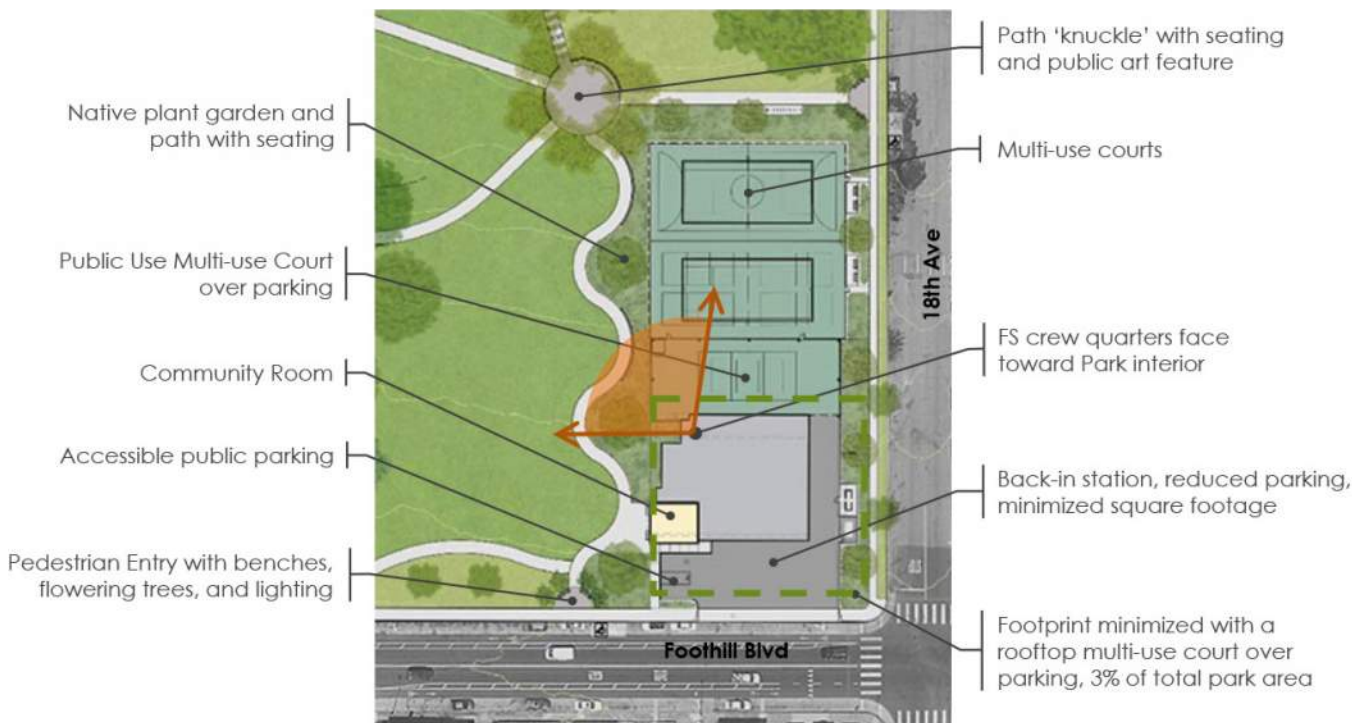 Path ‘knuckle’ with seating
and public art feature
Native plant garden and
path with seating
Multi-use courts
Public Use Multi-use Court
over parking
18th Ave
FS crew quarters face
toward Park interior
Community Room
Accessible public parking
Back-in station, reduced parking,
minimized square footage
Pedestrian Entry with benches,
flowering trees, and lighting
Footprint minimized with a
rooftop multi-use court over
parking, 3% of total park area
Foothill Blvd